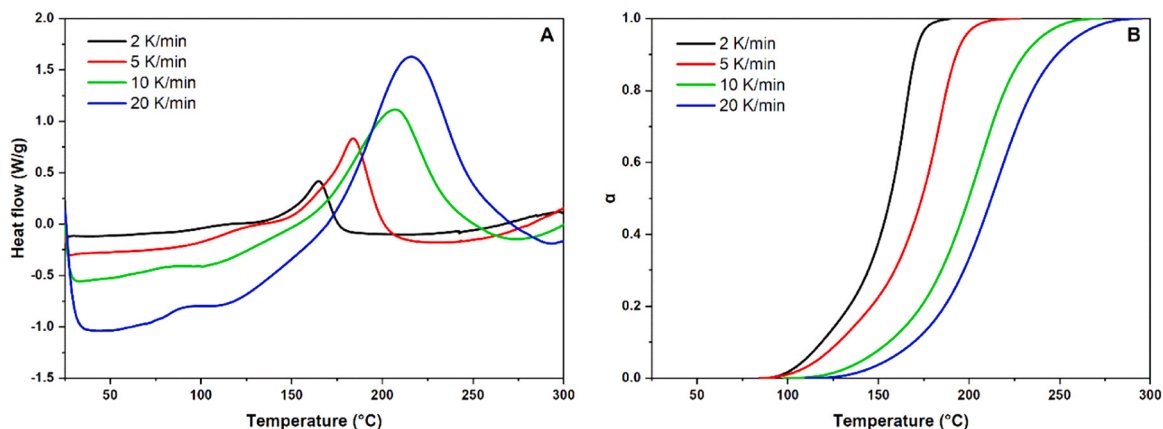 A
2 K/min
5 K/min
10 K/min
20 K/min
Heat flow (W/g)
2.0
1.5
1.0
0.5
0.0
-0.5
-1.0
-1.5
50
100
150
200
250
300
Temperature (°C)
B
2 K/min
5 K/min
10 K/min
20 K/min
α
1.0
0.8
0.6
0.4
0.2
0.0
50
100
150
200
250
300
Temperature (°C)